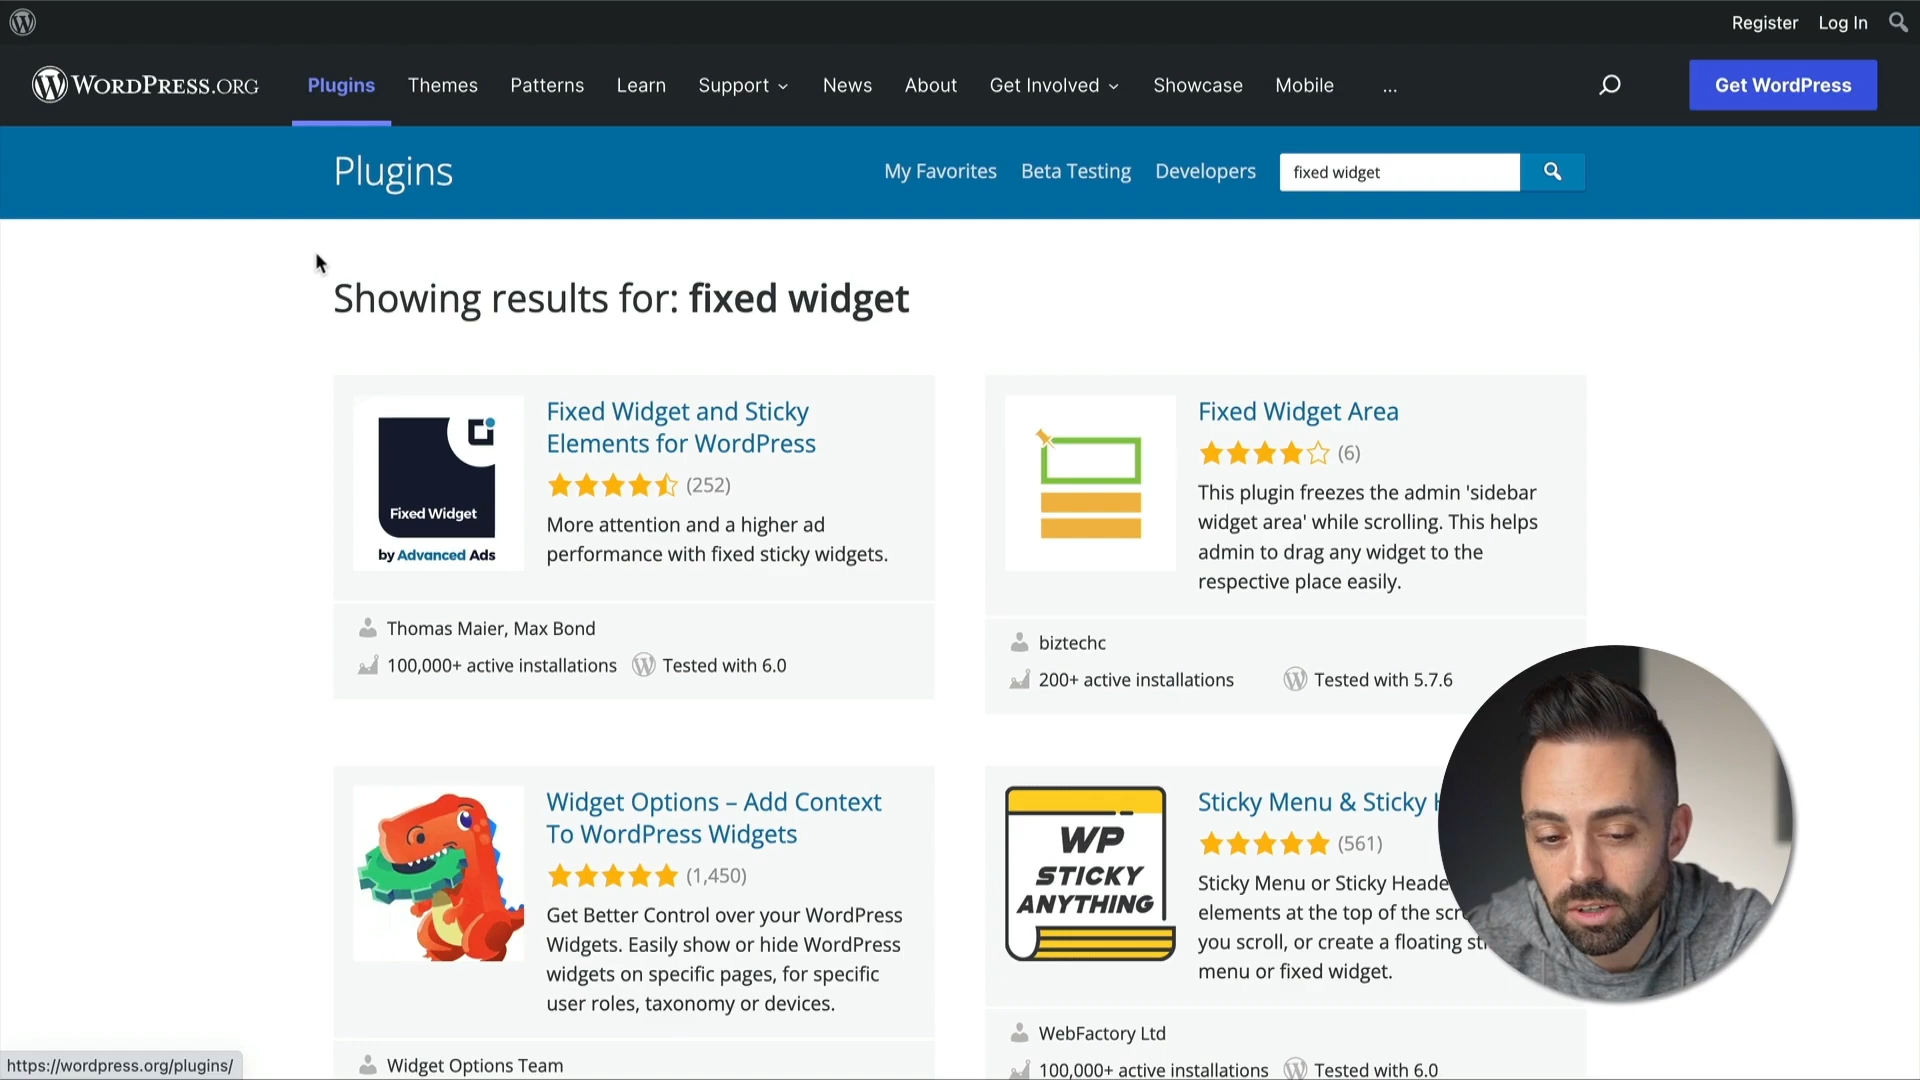 Register Log In
WORDPRESS.ORG Plugins Themes Patterns Learn Support News About Get Involved Showcase Mobile ... Get WordPress
Plugins My Favorites Beta Testing Developers fixed widget
Showing results for: fixed widget
Fixed Widget
by Advanced Ads
Fixed Widget and Sticky
Elements for WordPress
(252)
More attention and a higher ad
performance with fixed sticky widgets.
Thomas Maier, Max Bond
100,000+ active installations Tested with 6.0
Fixed Widget Area
(6)
This plugin freezes the admin 'sidebar
widget area' while scrolling. This helps
admin to drag any widget to the
respective place easily.
biztechc
200+ active installations Tested with 5.7.6
Widget Options – Add Context
To WordPress Widgets
(1,450)
Get Better Control over your WordPress
Widgets. Easily show or hide WordPress
widgets on specific pages, for specific
user roles, taxonomy or devices.
Widget Options Team
WP
STICKY
ANYTHING
Sticky Menu & Sticky
(561)
Sticky Menu or Sticky Heade
elements at the top of the
you scroll, or create a floating
menu or fixed widget.
WebFactory Ltd
100,000+ active installations Tested with 6.0
https://wordpress.org/plugins/